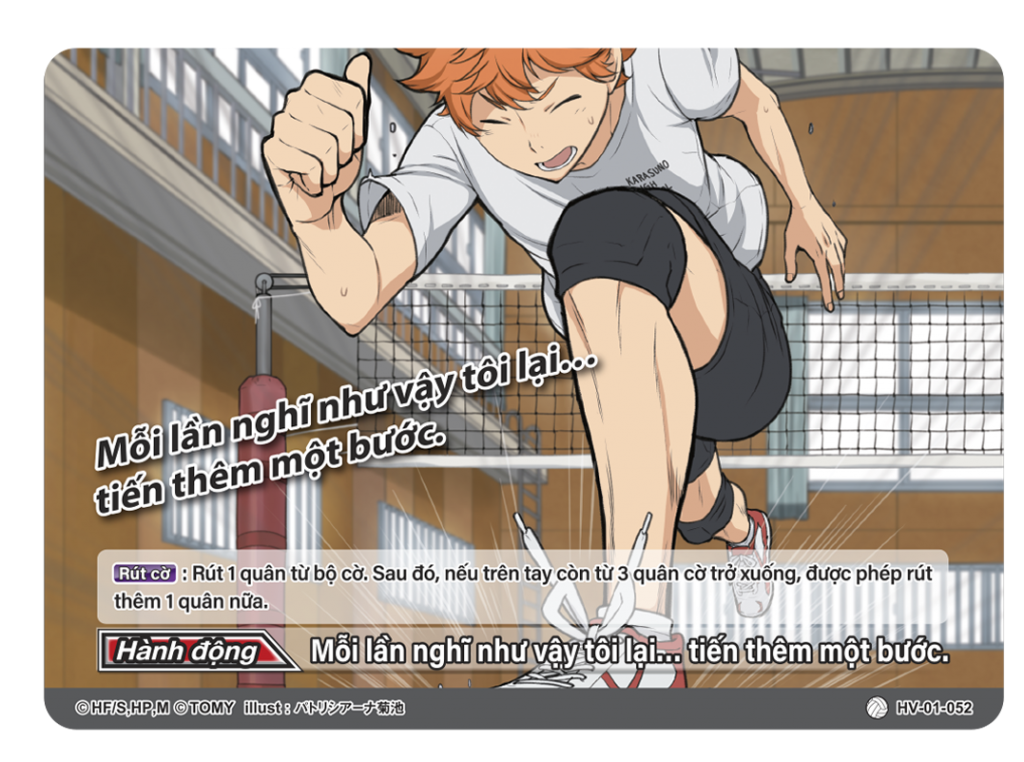 KARASUNO
Mỗi lần nghĩ như vậy tôi lại...
tiến thêm một bước.
Rút cờ : Rút 1 quân từ bộ cờ. Sau đó, nếu trên tay còn từ 3 quân cờ trở xuống, được phép rút
thêm 1 quân nữa.
Hành động Mỗi lần nghĩ như vậy tôi lại... tiến thêm một bước.
©HF/S,HP,M ©TOMY illust : パトリシアーナ菊池 HV-01-052